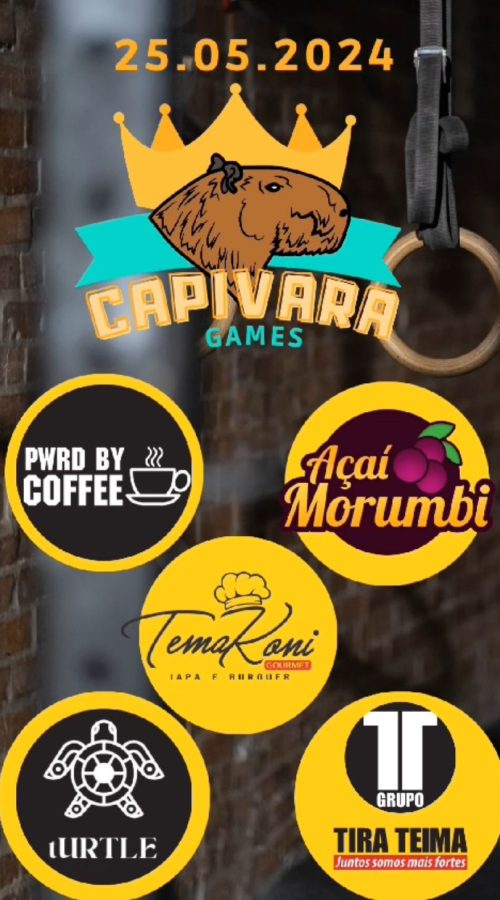 25.05.2024
CAPIVARA
GAMES
PWRD BY
COFFEE
Açaí
Morumbi
TemaKoni
GOURMET
JAPA E BURGUER
tURTLE
GRUPO
TIRA TEIMA
Juntos somos mais fortes